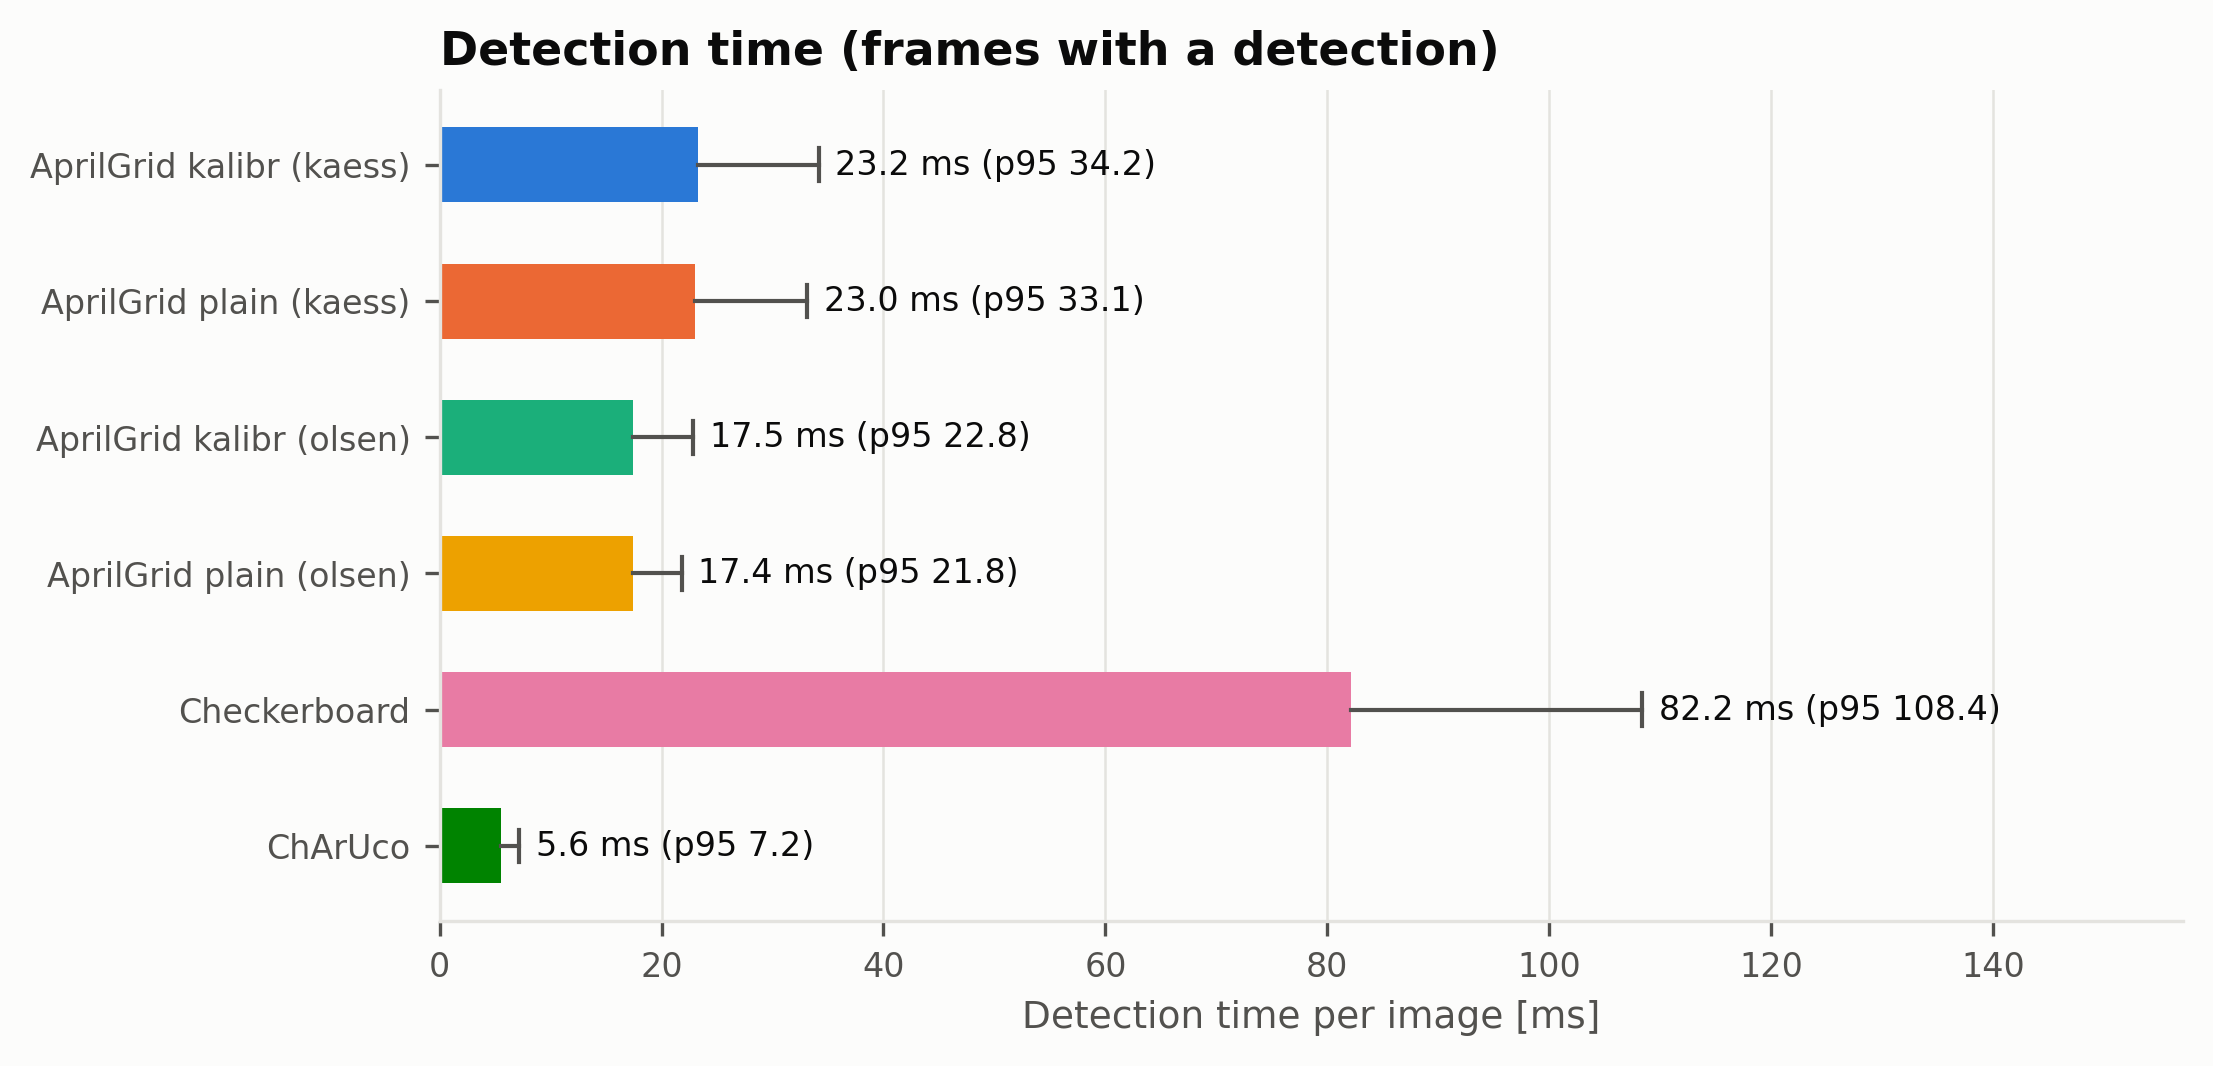 Detection time (frames with a detection)
AprilGrid kalibr (kaess)
23.2 ms (p95 34.2)
AprilGrid plain (kaess)
23.0 ms (p95 33.1)
AprilGrid kalibr (olsen)
17.5 ms (p95 22.8)
AprilGrid plain (olsen)
17.4 ms (p95 21.8)
Checkerboard
82.2 ms (p95 108.4)
ChArUco
5.6 ms (p95 7.2)
0 20 40 60 80 100 120 140
Detection time per image [ms]